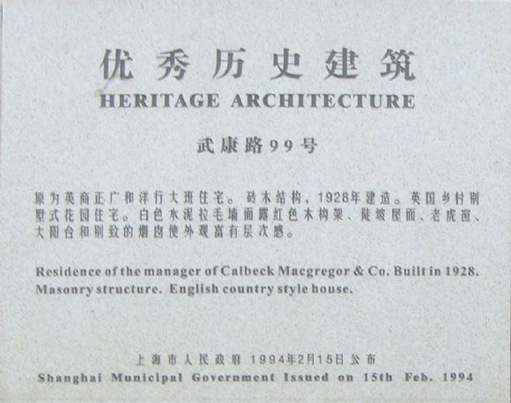 优秀历史建筑
HERITAGE ARCHITECTURE
武康路99号
原为英商正广和洋行大班住宅。砖木结构，1928年建造。英国乡村别
墅式花园住宅。白色水泥拉毛墙面露红色木构架、陡坡屋面、老虎窗、
大阳台和别致的烟囱使外观富有层次感。
Residence of the manager of Calbeck Macgregor & Co. Built in 1928.
Masonry structure. English country style house.
上海市人民政府 1994年2月15日公布
Shanghai Municipal Government Issued on 15th Feb. 1994